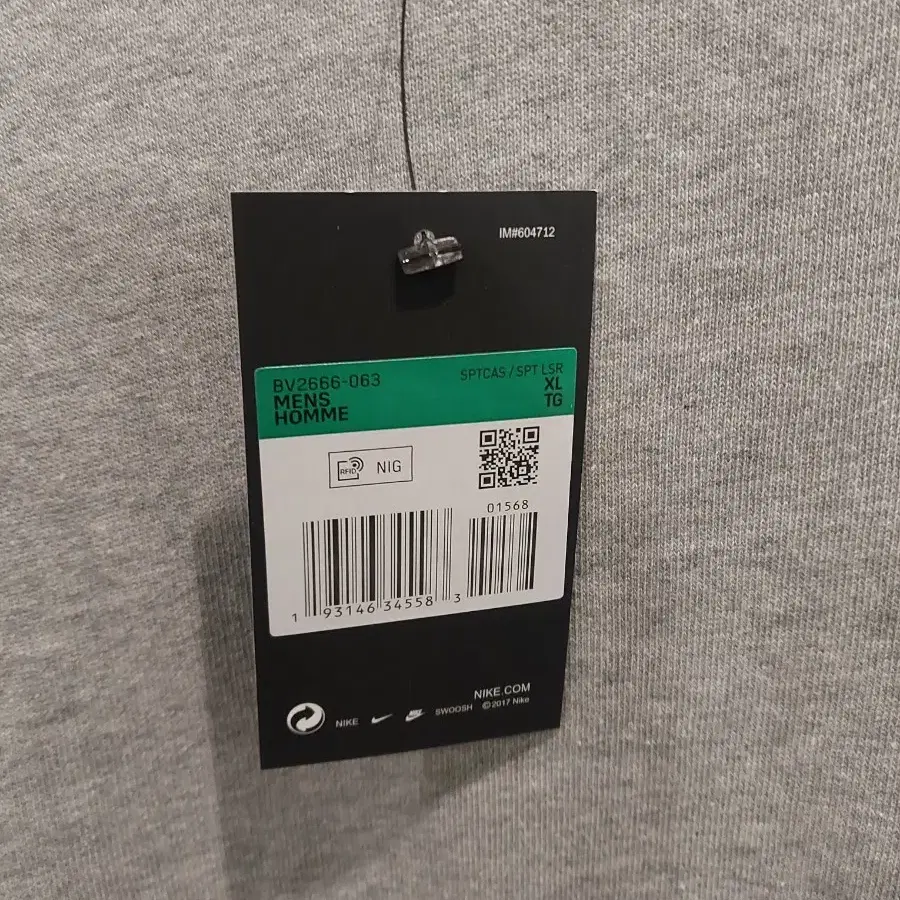 IM#604712
BV2666-063
SPTCAS / SPT LSR
MENS
XL
HOMME
TG
RFID NIG
01568
1 93146 34558 3
NIKE.COM
NIKE SWOOSH ©2017 Nike